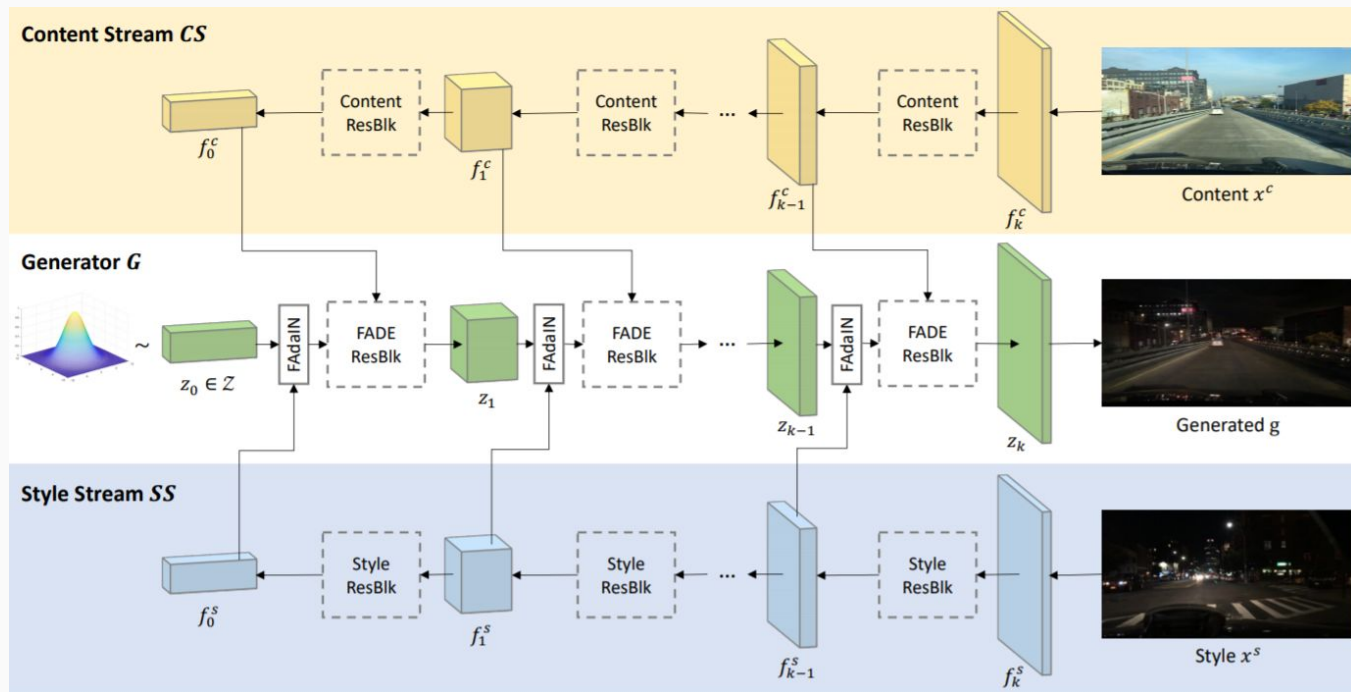 Content Stream CS
Content
ResBlk
Content
ResBlk
...
Content
ResBlk
f_0^c
f_1^c
f_{k-1}^c
f_k^c
Content x^c
Generator G
~
z_0 ∈ Z
FAdaIN
FADE
ResBlk
z_1
FAdaIN
FADE
ResBlk
...
z_{k-1}
FAdaIN
FADE
ResBlk
z_k
Generated g
Style Stream SS
Style
ResBlk
Style
ResBlk
...
Style
ResBlk
f_0^s
f_1^s
f_{k-1}^s
f_k^s
Style x^s